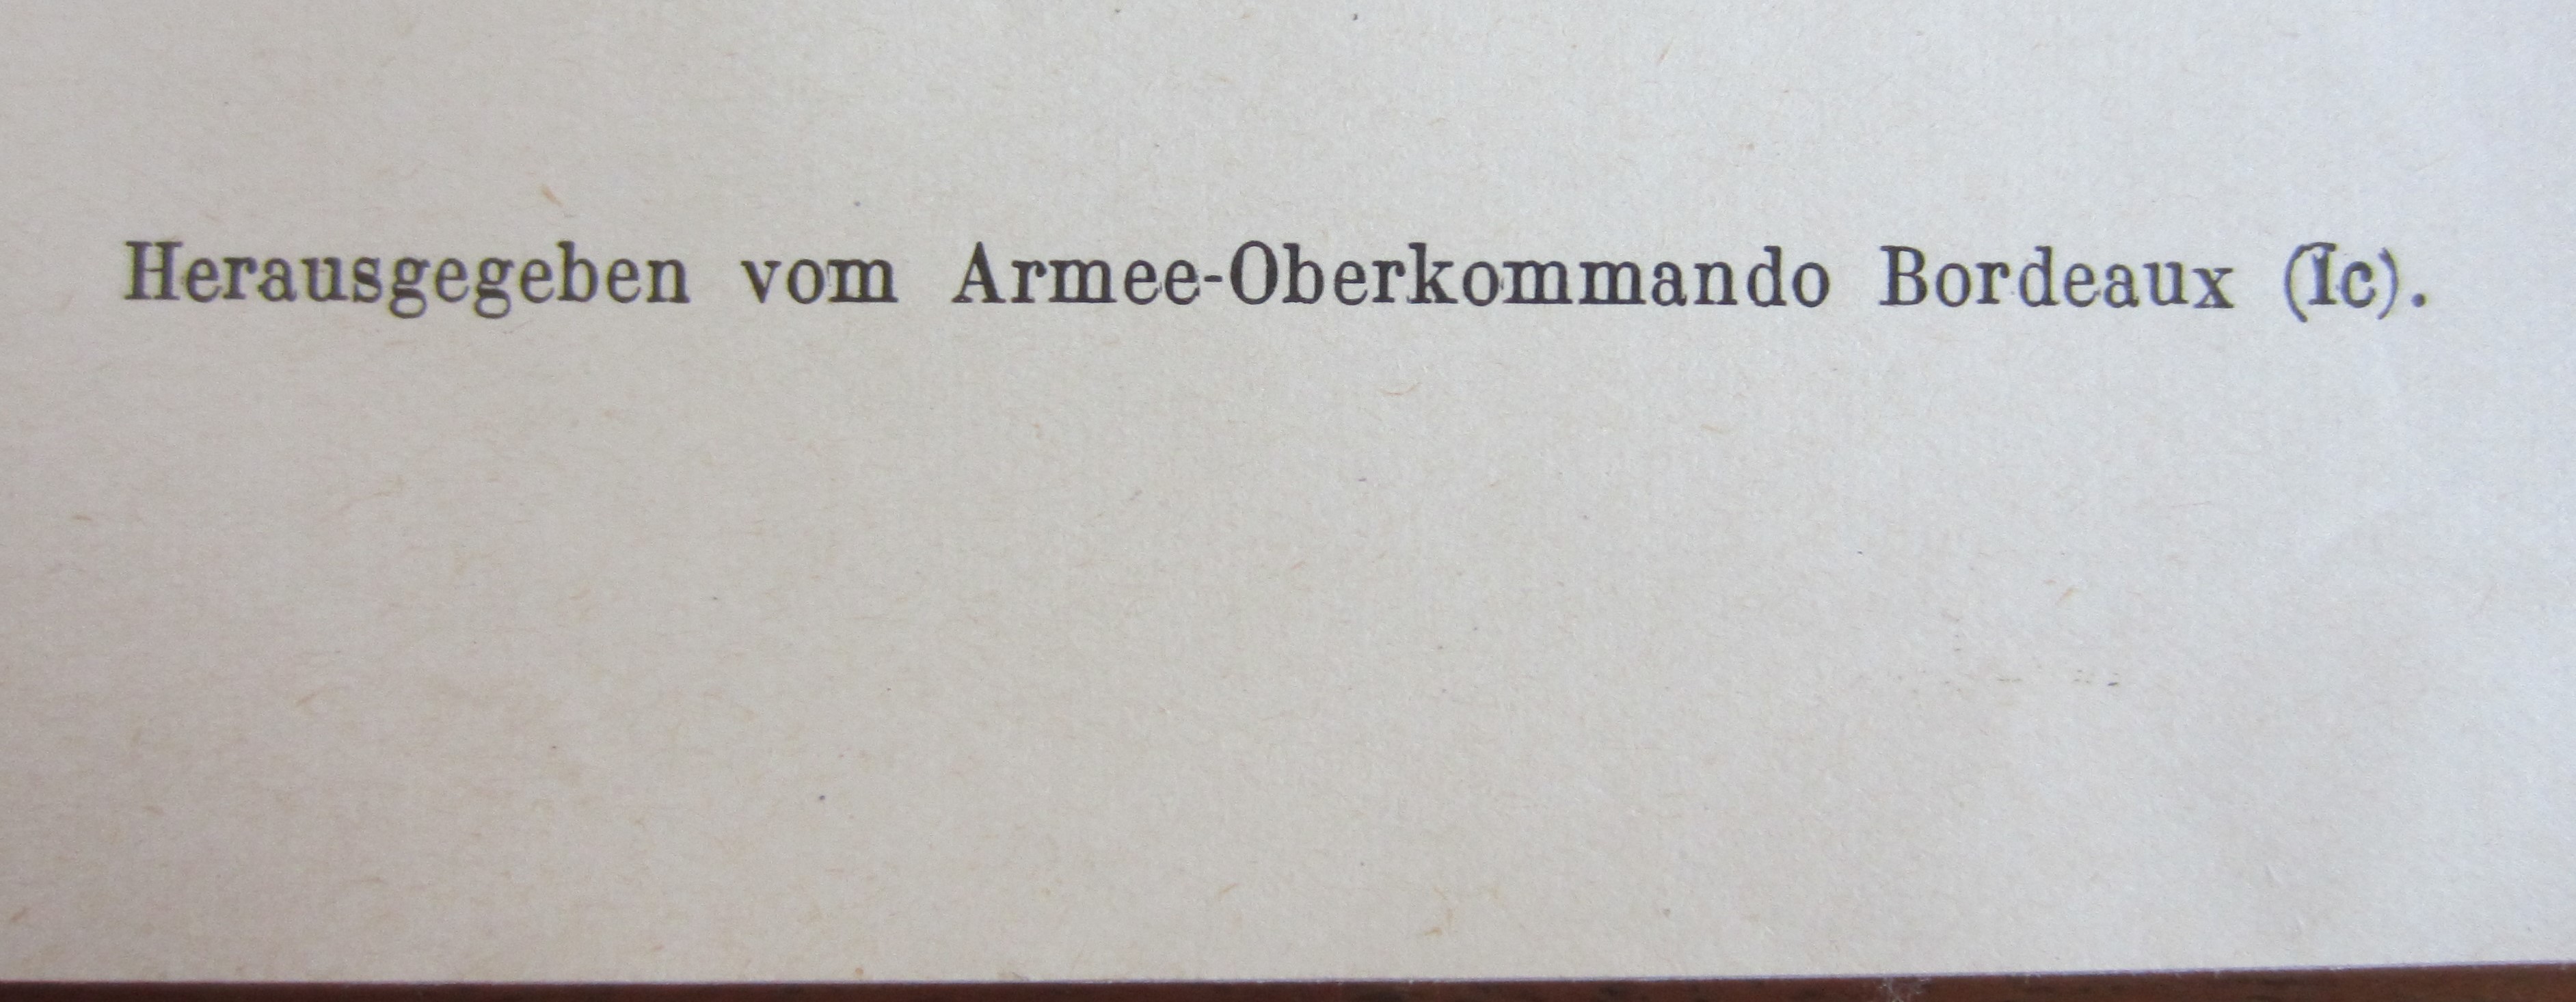 Herausgegeben vom Armee-Oberkommando Bordeaux (Ic).